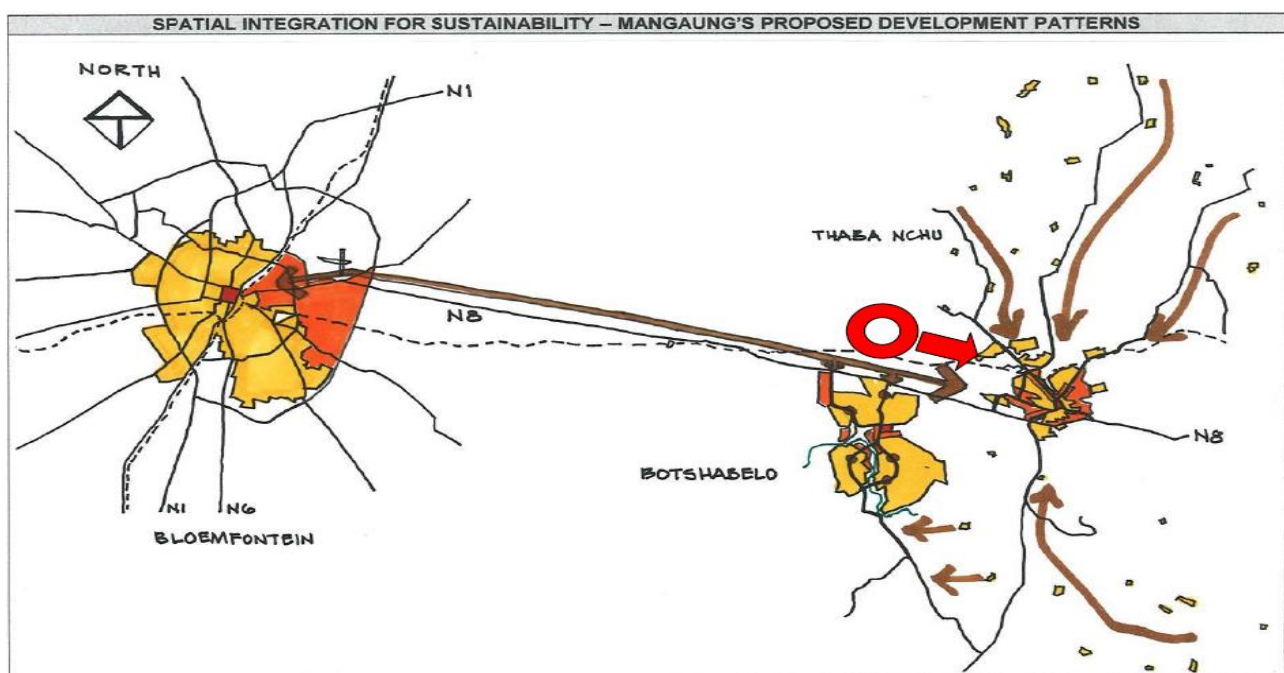 SPATIAL INTEGRATION FOR SUSTAINABILITY – MANGAUNG'S PROPOSED DEVELOPMENT PATTERNS
NORTH
N1
THABA NCHU
N8
N8
BOTSHABELO
N1
N6
BLOEMFONTEIN